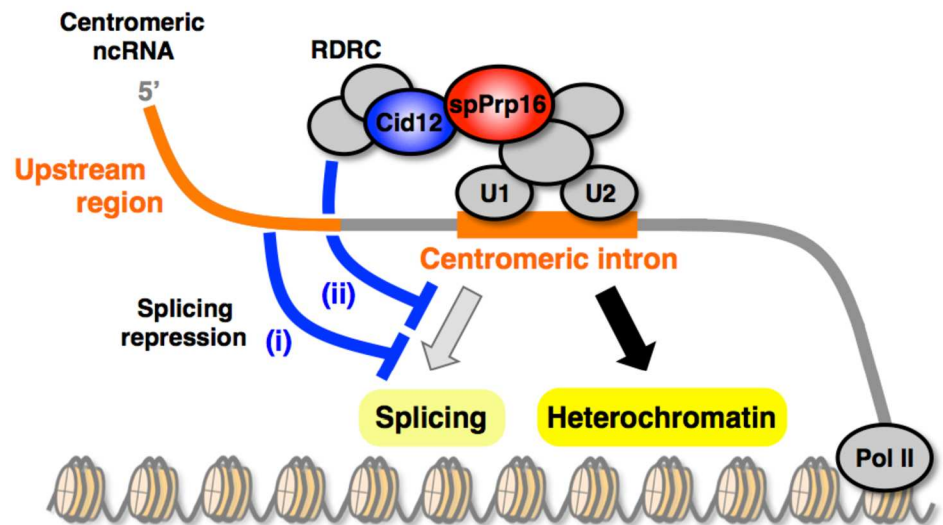 Centromeric
ncRNA
5'
RDRC
Cid12
spPrp16
U1
U2
Upstream
region
Centromeric intron
Splicing
repression
(i)
(ii)
Splicing
Heterochromatin
Pol II